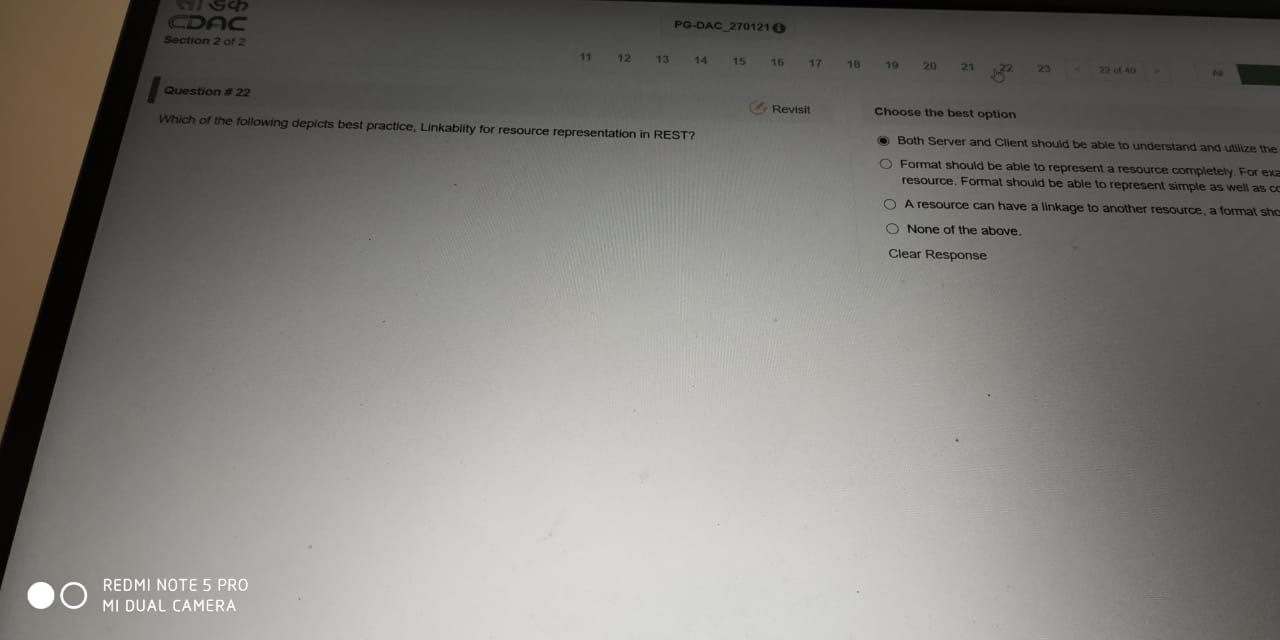 CDAC
Section 2 of 2
PG-DAC_270121
11 12 13 14 15 16 17 18 19 20 21 22 23 < 22 of 40 > All
Question # 22
Revisit
Which of the following depicts best practice, Linkablity for resource representation in REST?
Choose the best option
Both Server and Client should be able to understand and utilize the
Format should be able to represent a resource completely. For exa
resource. Format should be able to represent simple as well as co
A resource can have a linkage to another resource, a format sho
None of the above.
Clear Response
REDMI NOTE 5 PRO
MI DUAL CAMERA